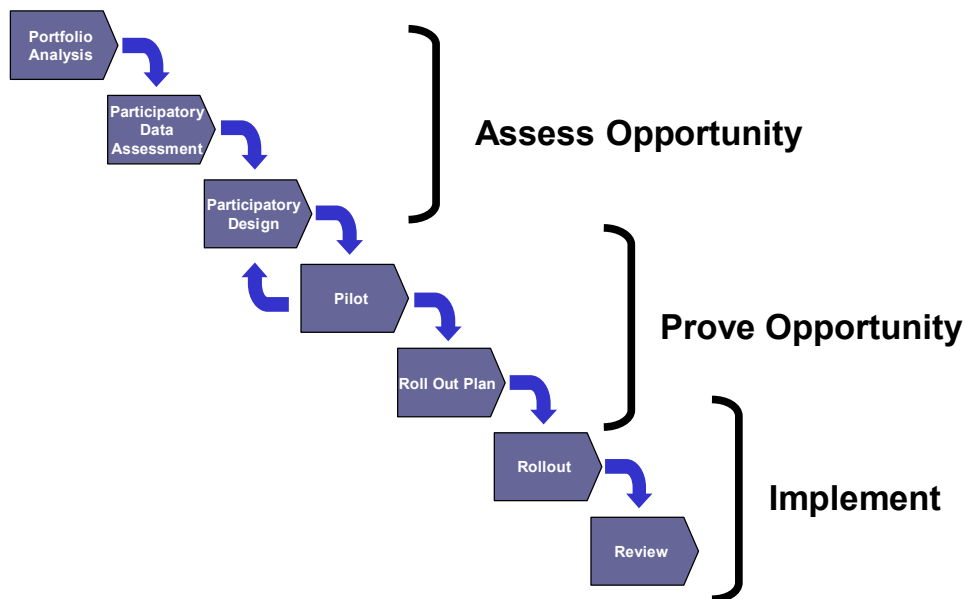 Portfolio
Analysis
Participatory
Data
Assessment
Assess Opportunity
Participatory
Design
Pilot
Prove Opportunity
Roll Out Plan
Rollout
Implement
Review